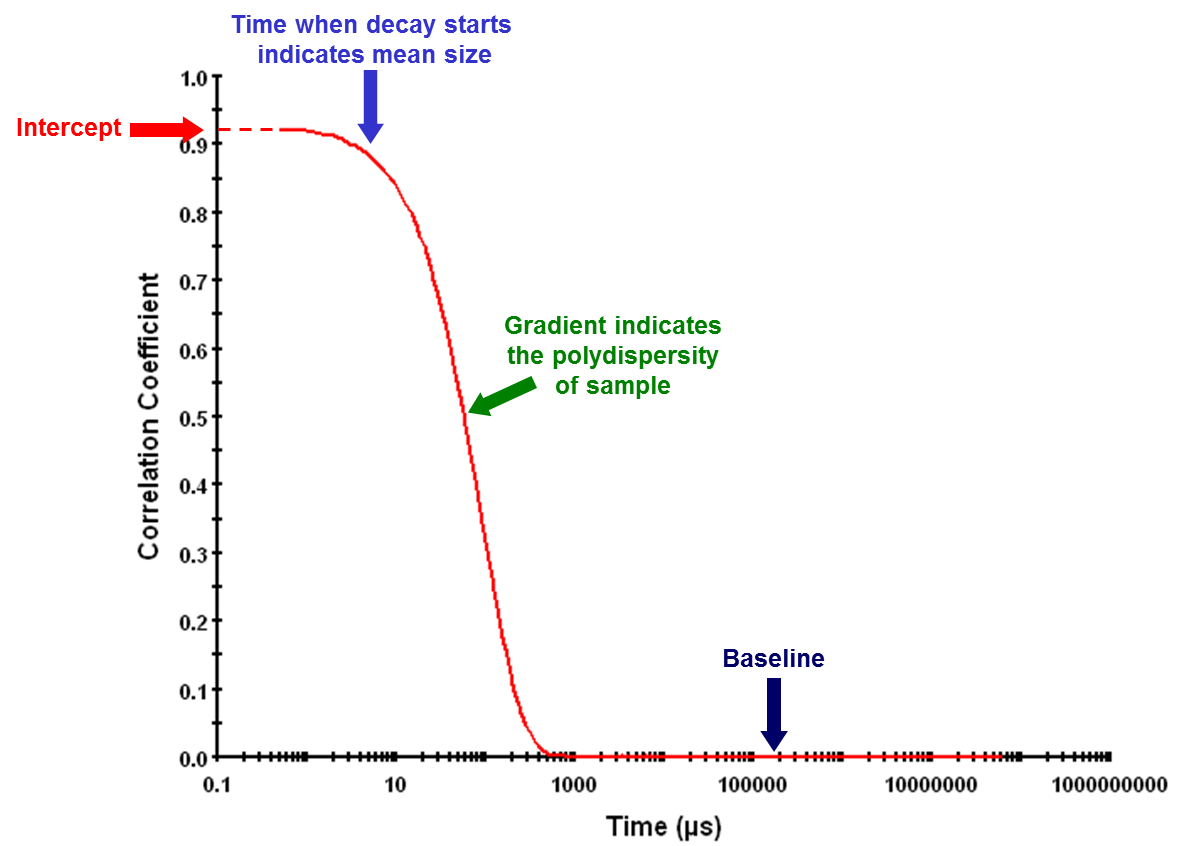 Time when decay starts
indicates mean size
Intercept
1.0
0.9
0.8
0.7
0.6
0.5
0.4
0.3
0.2
0.1
0.0
Correlation Coefficient
Gradient indicates
the polydispersity
of sample
Baseline
0.1 10 1000 100000 10000000 1000000000
Time (µs)